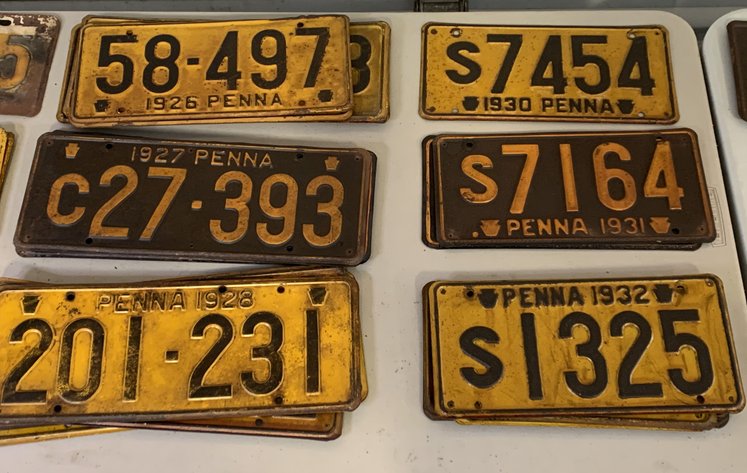 58-497
1926 PENNA
1927 PENNA
C27-393
PENNA 1928
201-231
S7454
1930 PENNA
S7164
PENNA 1931
PENNA 1932
S1325
5